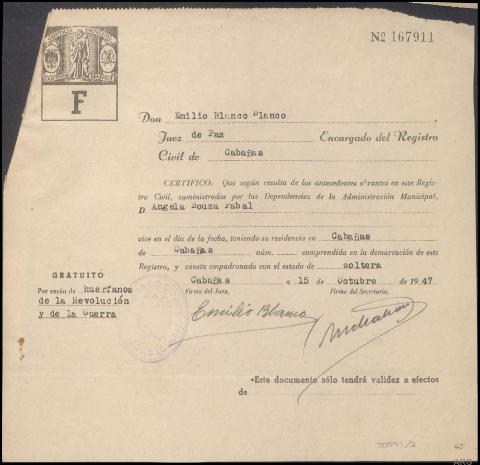 JUSTICIA MUNICIPAL
Nº 167911
F
Don Emilio Blanco Blanco,
Juez de Paz Encargado del Registro
Civil de Cabañas
CERTIFICO: Que según resulta de los antecedentes obrantes en este Regis-
tro Civil, suministrados por las Dependencias de la Administración Municipal,
D. Angela Bouza Pabal
vive en el día de la fecha, teniendo su residencia en Cabañas
de Cabañas núm. comprendida en la demarcación de este
Registro, y consta empadronado con el estado de soltera
Cabañas a 15 de Octubre de 1947
Firma del Juez, Firma del Secretario,
GRATUITO
Por razón de huerfanos
de la Revolución
y de la Guerra
Emilio Blanco
«Este documento sólo tendrá validez a efectos
de